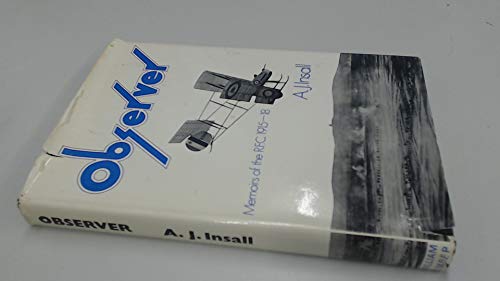 Observer
Memoirs of the RFC 1915–18
A.J. Insall
OBSERVER A. J. Insall